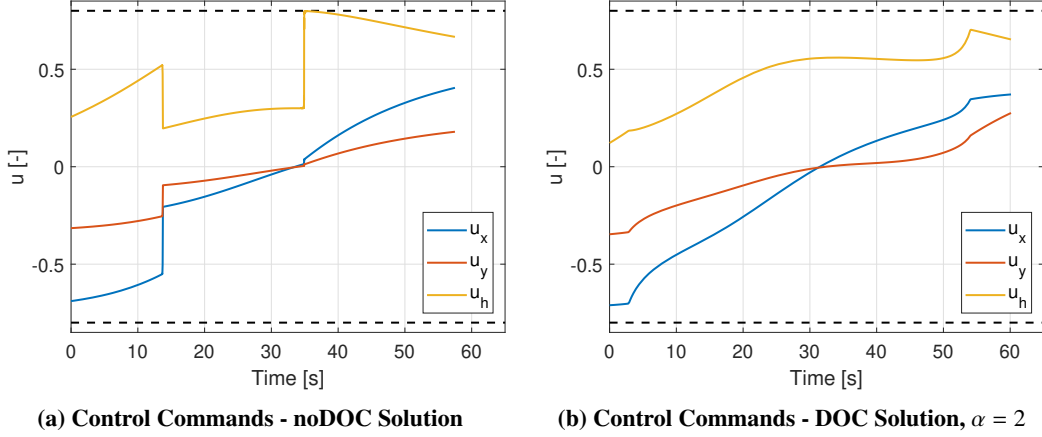 0.5
0
-0.5
u [-]
0 10 20 30 40 50 60
Time [s]
u_x
u_y
u_h
(a) Control Commands - noDOC Solution
0.5
0
-0.5
u [-]
0 10 20 30 40 50 60
Time [s]
u_x
u_y
u_h
(b) Control Commands - DOC Solution, α = 2